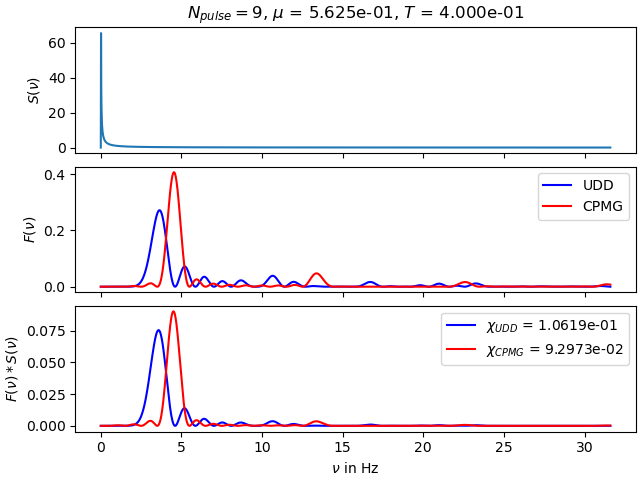 N_pulse = 9, μ = 5.625e-01, T = 4.000e-01
S(ν)
60
40
20
0
F(ν)
0.4
0.2
0.0
UDD
CPMG
F(ν) * S(ν)
0.075
0.050
0.025
0.000
χ_UDD = 1.0619e-01
χ_CPMG = 9.2973e-02
0 5 10 15 20 25 30
ν in Hz